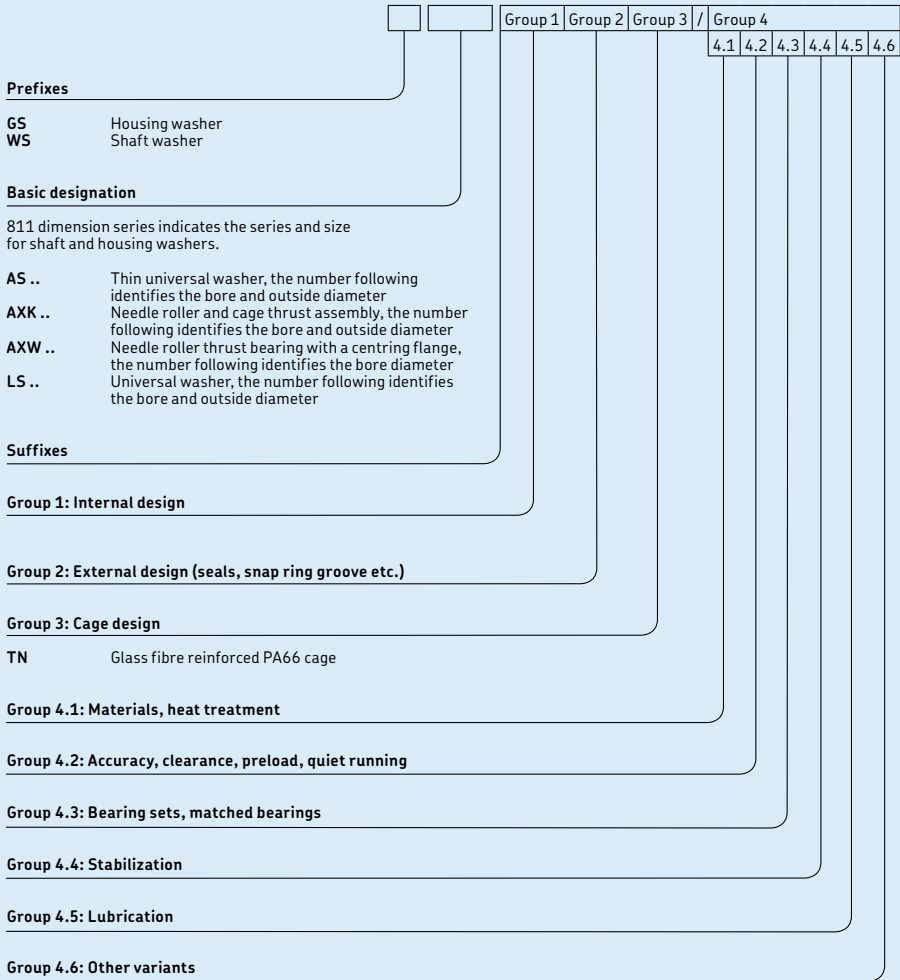 Group 1 Group 2 Group 3 / Group 4
4.1 4.2 4.3 4.4 4.5 4.6
Prefixes
GS Housing washer
WS Shaft washer
Basic designation
811 dimension series indicates the series and size
for shaft and housing washers.
AS .. Thin universal washer, the number following
identifies the bore and outside diameter
AXK .. Needle roller and cage thrust assembly, the number
following identifies the bore and outside diameter
AXW .. Needle roller thrust bearing with a centring flange,
the number following identifies the bore diameter
LS .. Universal washer, the number following identifies
the bore and outside diameter
Suffixes
Group 1: Internal design
Group 2: External design (seals, snap ring groove etc.)
Group 3: Cage design
TN Glass fibre reinforced PA66 cage
Group 4.1: Materials, heat treatment
Group 4.2: Accuracy, clearance, preload, quiet running
Group 4.3: Bearing sets, matched bearings
Group 4.4: Stabilization
Group 4.5: Lubrication
Group 4.6: Other variants